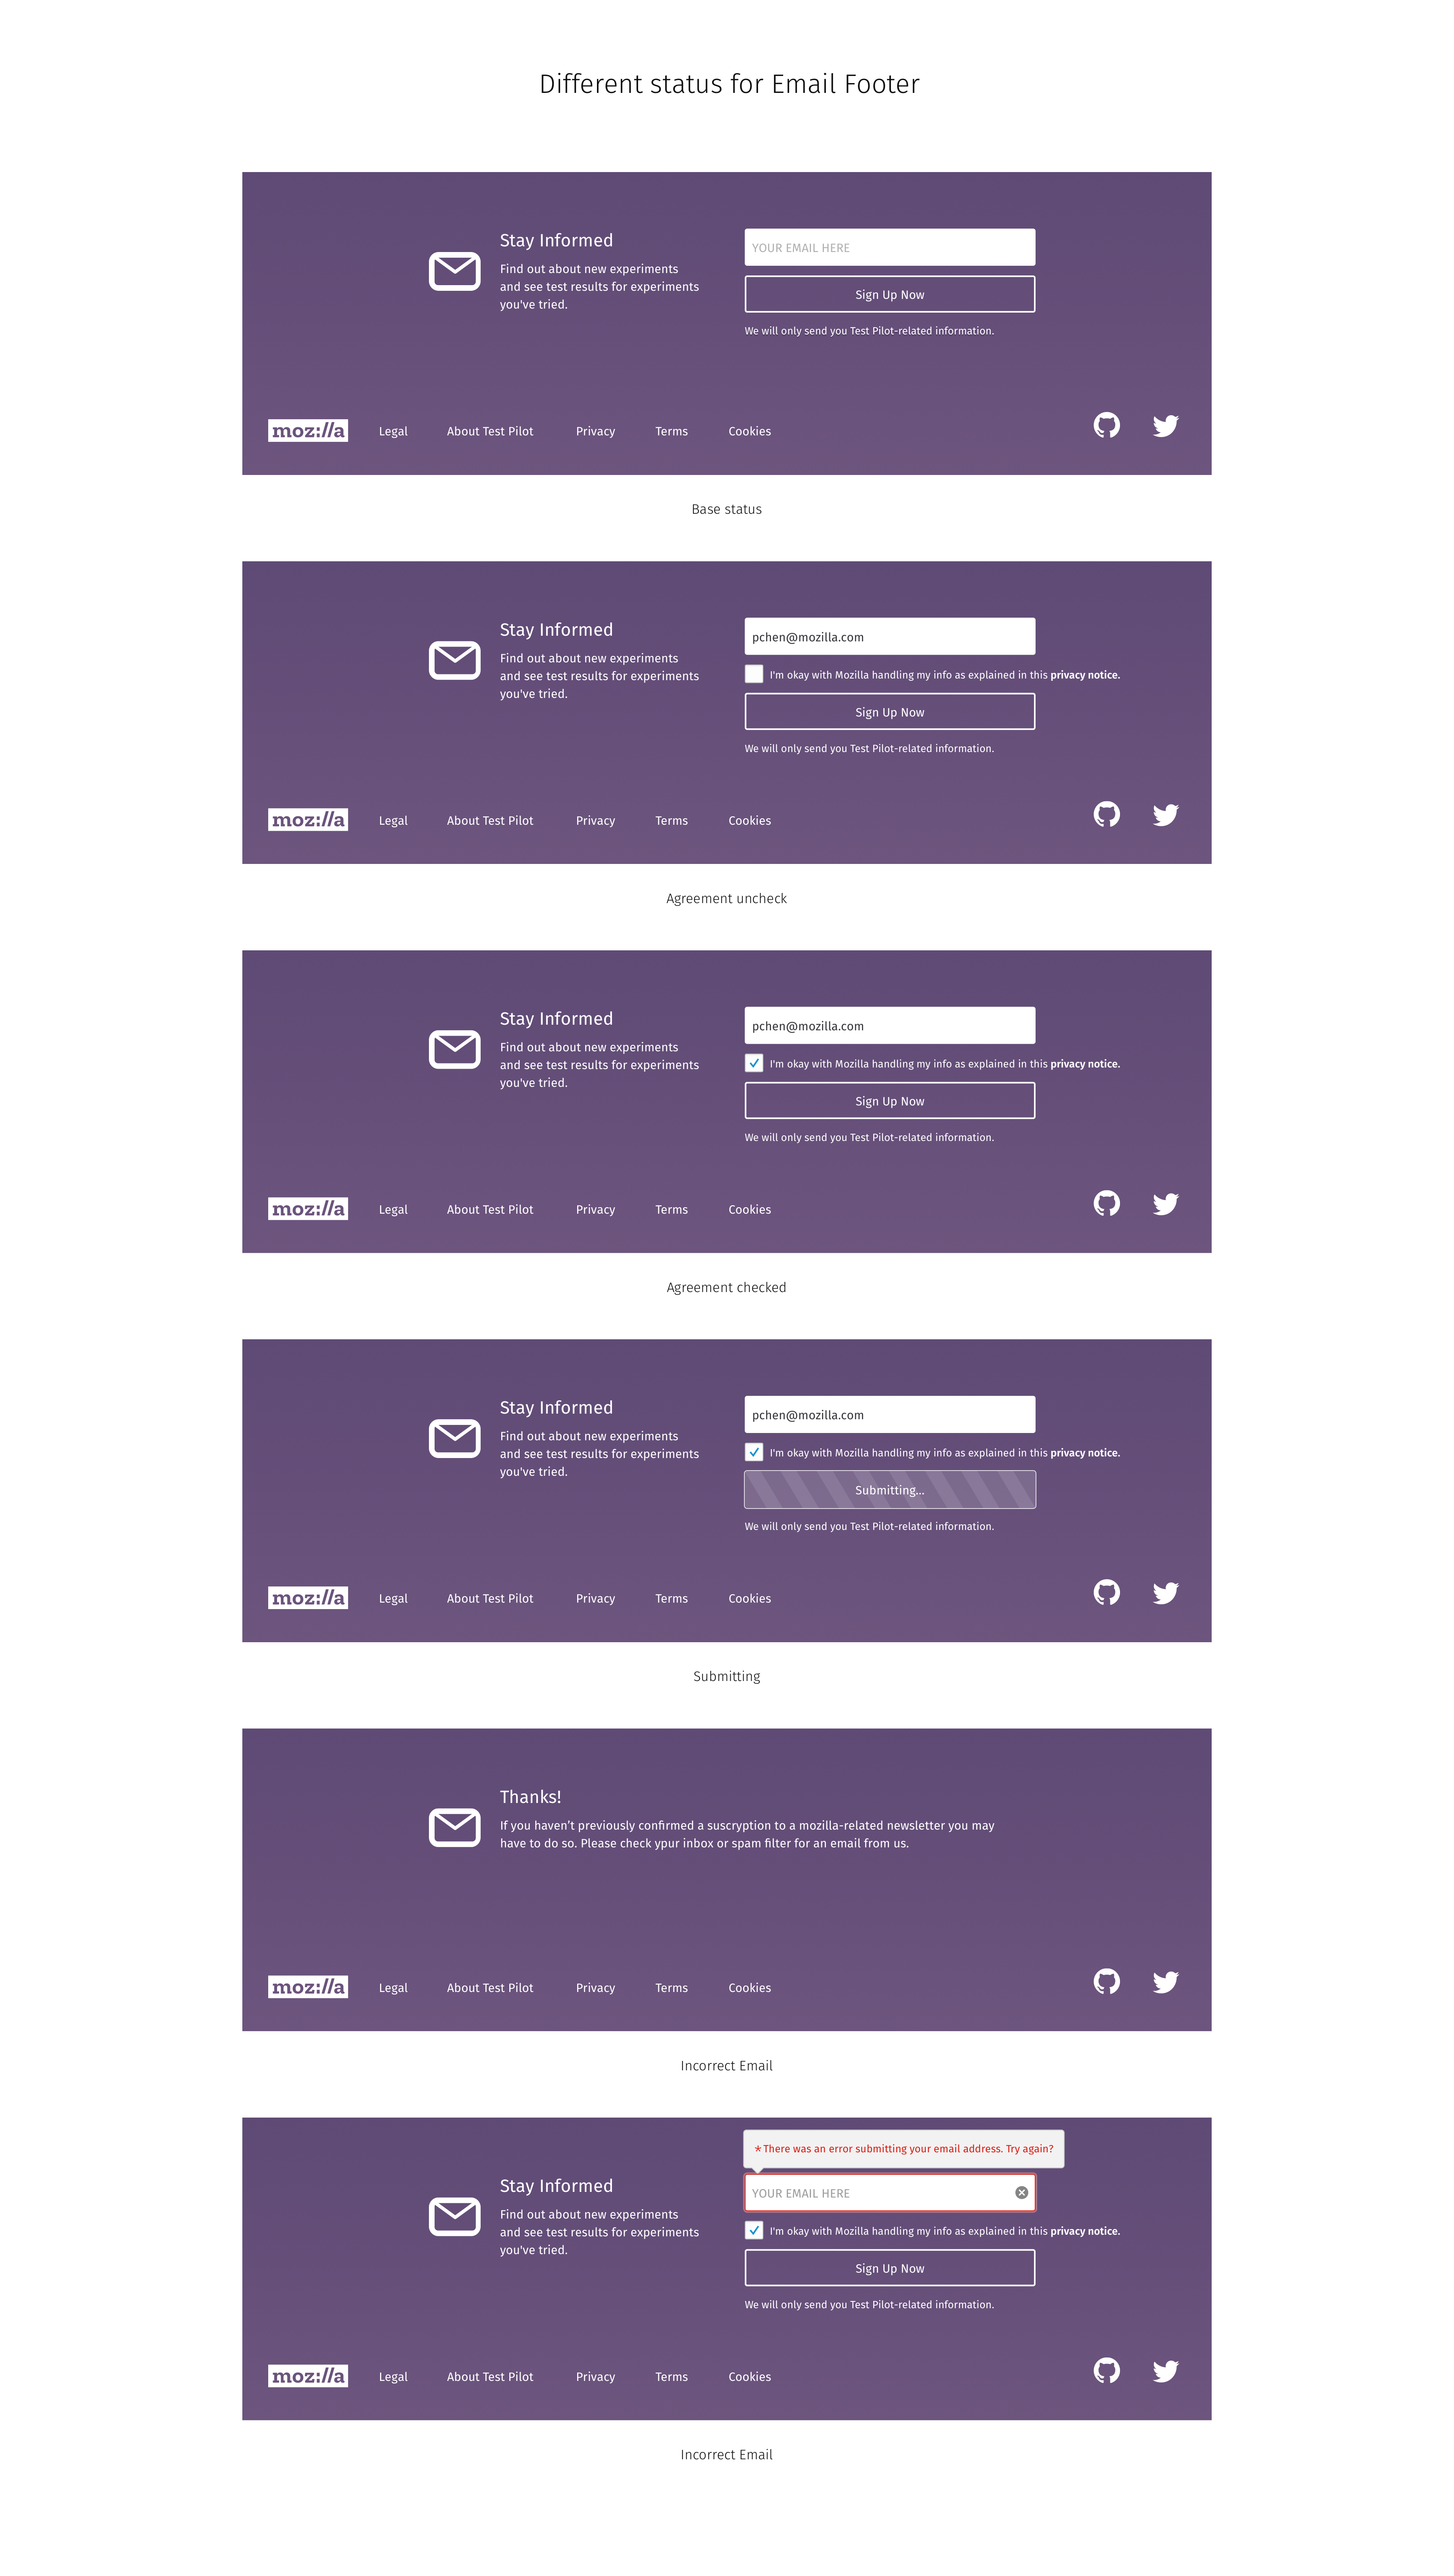 Different status for Email Footer
Stay Informed
Find out about new experiments
and see test results for experiments
you've tried.
YOUR EMAIL HERE
Sign Up Now
We will only send you Test Pilot-related information.
moz://a Legal About Test Pilot Privacy Terms Cookies
Base status
Stay Informed
Find out about new experiments
and see test results for experiments
you've tried.
pchen@mozilla.com
I'm okay with Mozilla handling my info as explained in this privacy notice.
Sign Up Now
We will only send you Test Pilot-related information.
moz://a Legal About Test Pilot Privacy Terms Cookies
Agreement uncheck
Stay Informed
Find out about new experiments
and see test results for experiments
you've tried.
pchen@mozilla.com
I'm okay with Mozilla handling my info as explained in this privacy notice.
Sign Up Now
We will only send you Test Pilot-related information.
moz://a Legal About Test Pilot Privacy Terms Cookies
Agreement checked
Stay Informed
Find out about new experiments
and see test results for experiments
you've tried.
pchen@mozilla.com
I'm okay with Mozilla handling my info as explained in this privacy notice.
Submitting...
We will only send you Test Pilot-related information.
moz://a Legal About Test Pilot Privacy Terms Cookies
Submitting
Thanks!
If you haven’t previously confirmed a suscryption to a mozilla-related newsletter you may
have to do so. Please check ypur inbox or spam filter for an email from us.
moz://a Legal About Test Pilot Privacy Terms Cookies
Incorrect Email
Stay Informed
Find out about new experiments
and see test results for experiments
you've tried.
*There was an error submitting your email address. Try again?
YOUR EMAIL HERE
I'm okay with Mozilla handling my info as explained in this privacy notice.
Sign Up Now
We will only send you Test Pilot-related information.
moz://a Legal About Test Pilot Privacy Terms Cookies
Incorrect Email